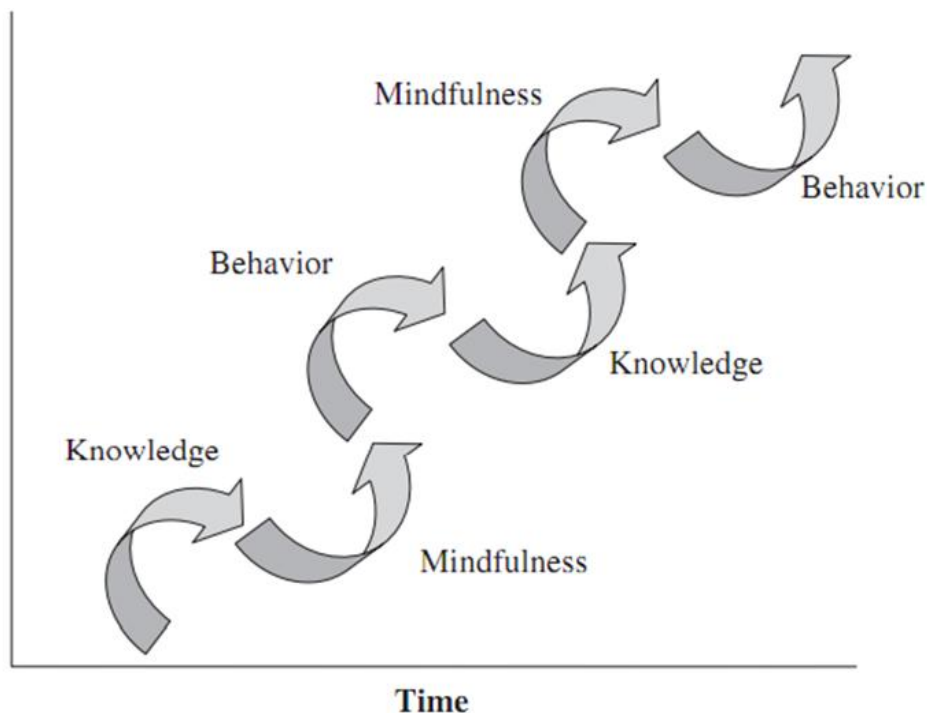 Mindfulness
Behavior
Behavior
Knowledge
Knowledge
Mindfulness
Time